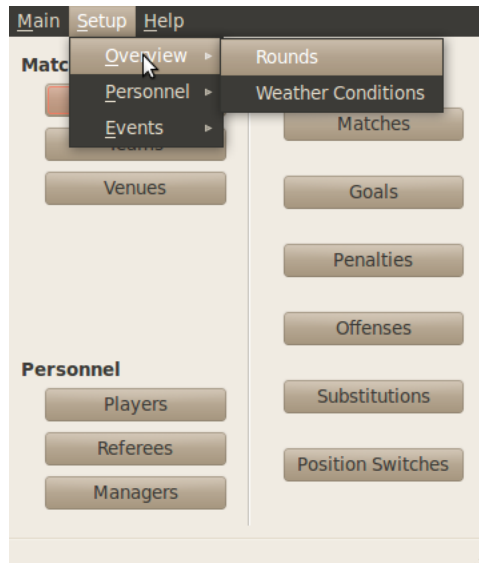 Main Setup Help
Overview
Personnel
Events
Rounds
Weather Conditions
Matc
Venues
Personnel
Players
Referees
Managers
Matches
Goals
Penalties
Offenses
Substitutions
Position Switches